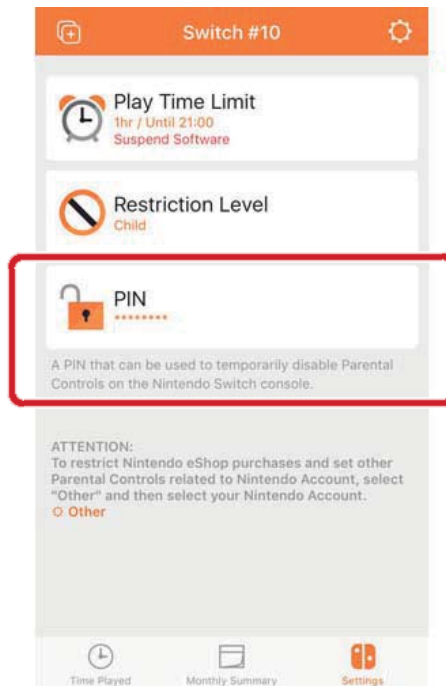 Switch #10
Play Time Limit
1hr / Until 21:00
Suspend Software
Restriction Level
Child
PIN
********
A PIN that can be used to temporarily disable Parental
Controls on the Nintendo Switch console.
ATTENTION:
To restrict Nintendo eShop purchases and set other
Parental Controls related to Nintendo Account, select
"Other" and then select your Nintendo Account.
Other
Time Played
Monthly Summary
Settings